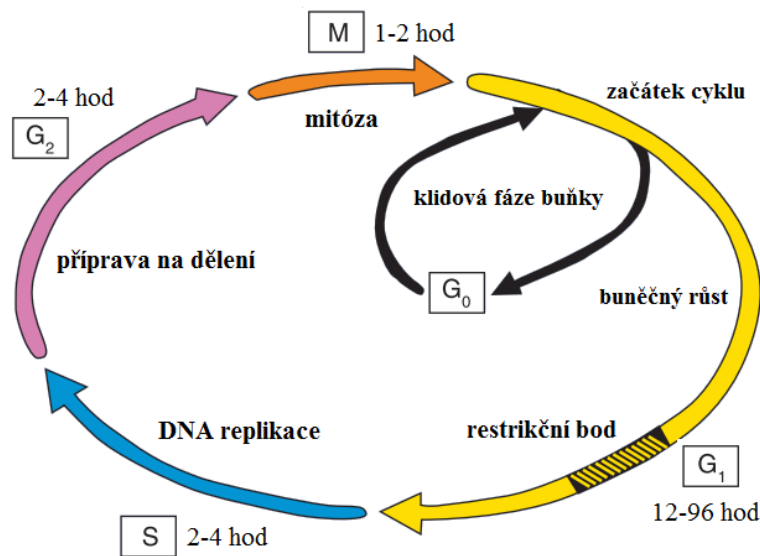 M 1-2 hod
mitóza
začátek cyklu
2-4 hod
G₂
klidová fáze buňky
příprava na dělení
G₀
buněčný růst
DNA replikace
restrikční bod
G₁
12-96 hod
S 2-4 hod